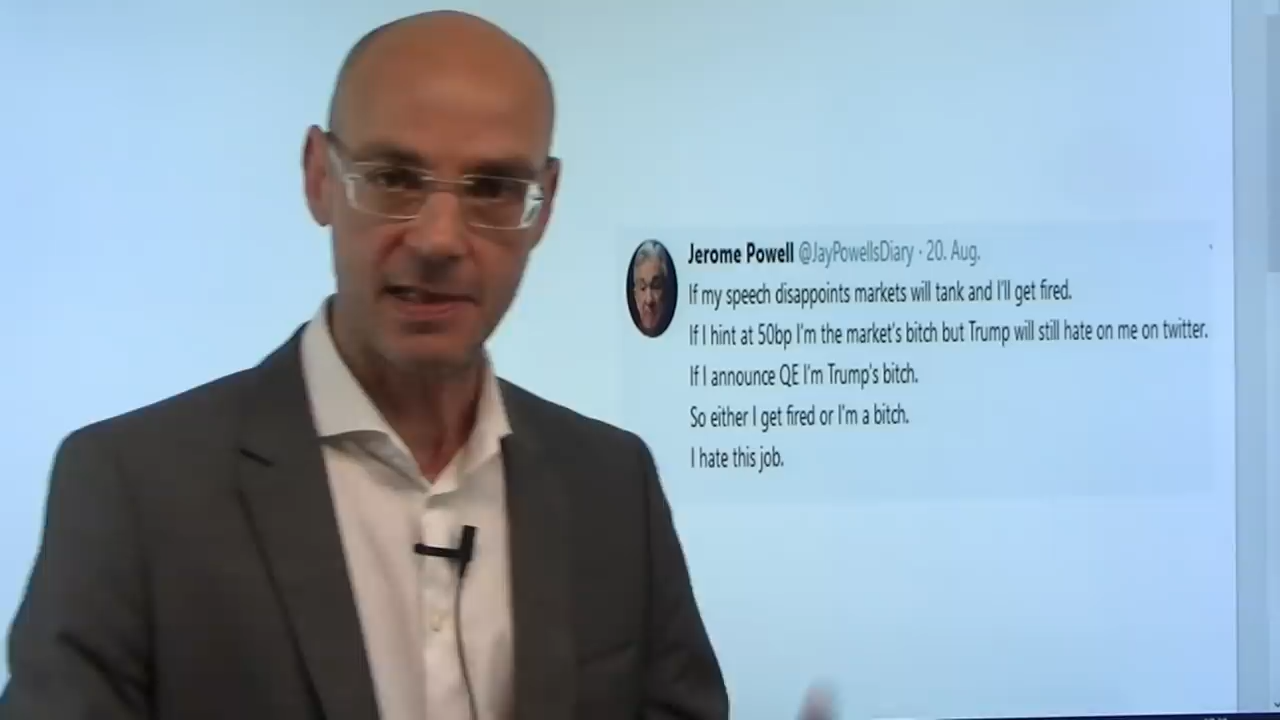 Jerome Powell @JayPowellsDiary · 20. Aug.
If my speech disappoints markets will tank and I'll get fired.
If I hint at 50bp I'm the market's bitch but Trump will still hate on me on twitter.
If I announce QE I'm Trump's bitch.
So either I get fired or I'm a bitch.
I hate this job.